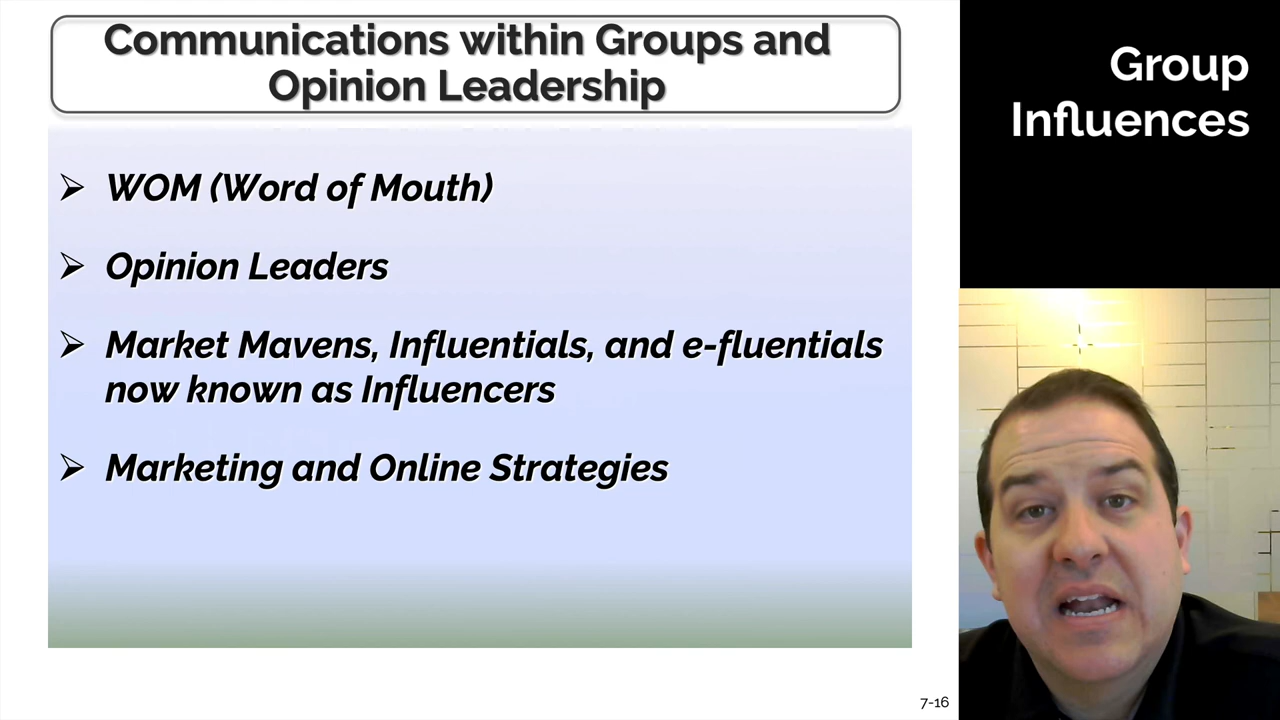 Communications within Groups and
Opinion Leadership
WOM (Word of Mouth)
Opinion Leaders
Market Mavens, Influentials, and e-fluentials
now known as Influencers
Marketing and Online Strategies
7-16
Group
Influences